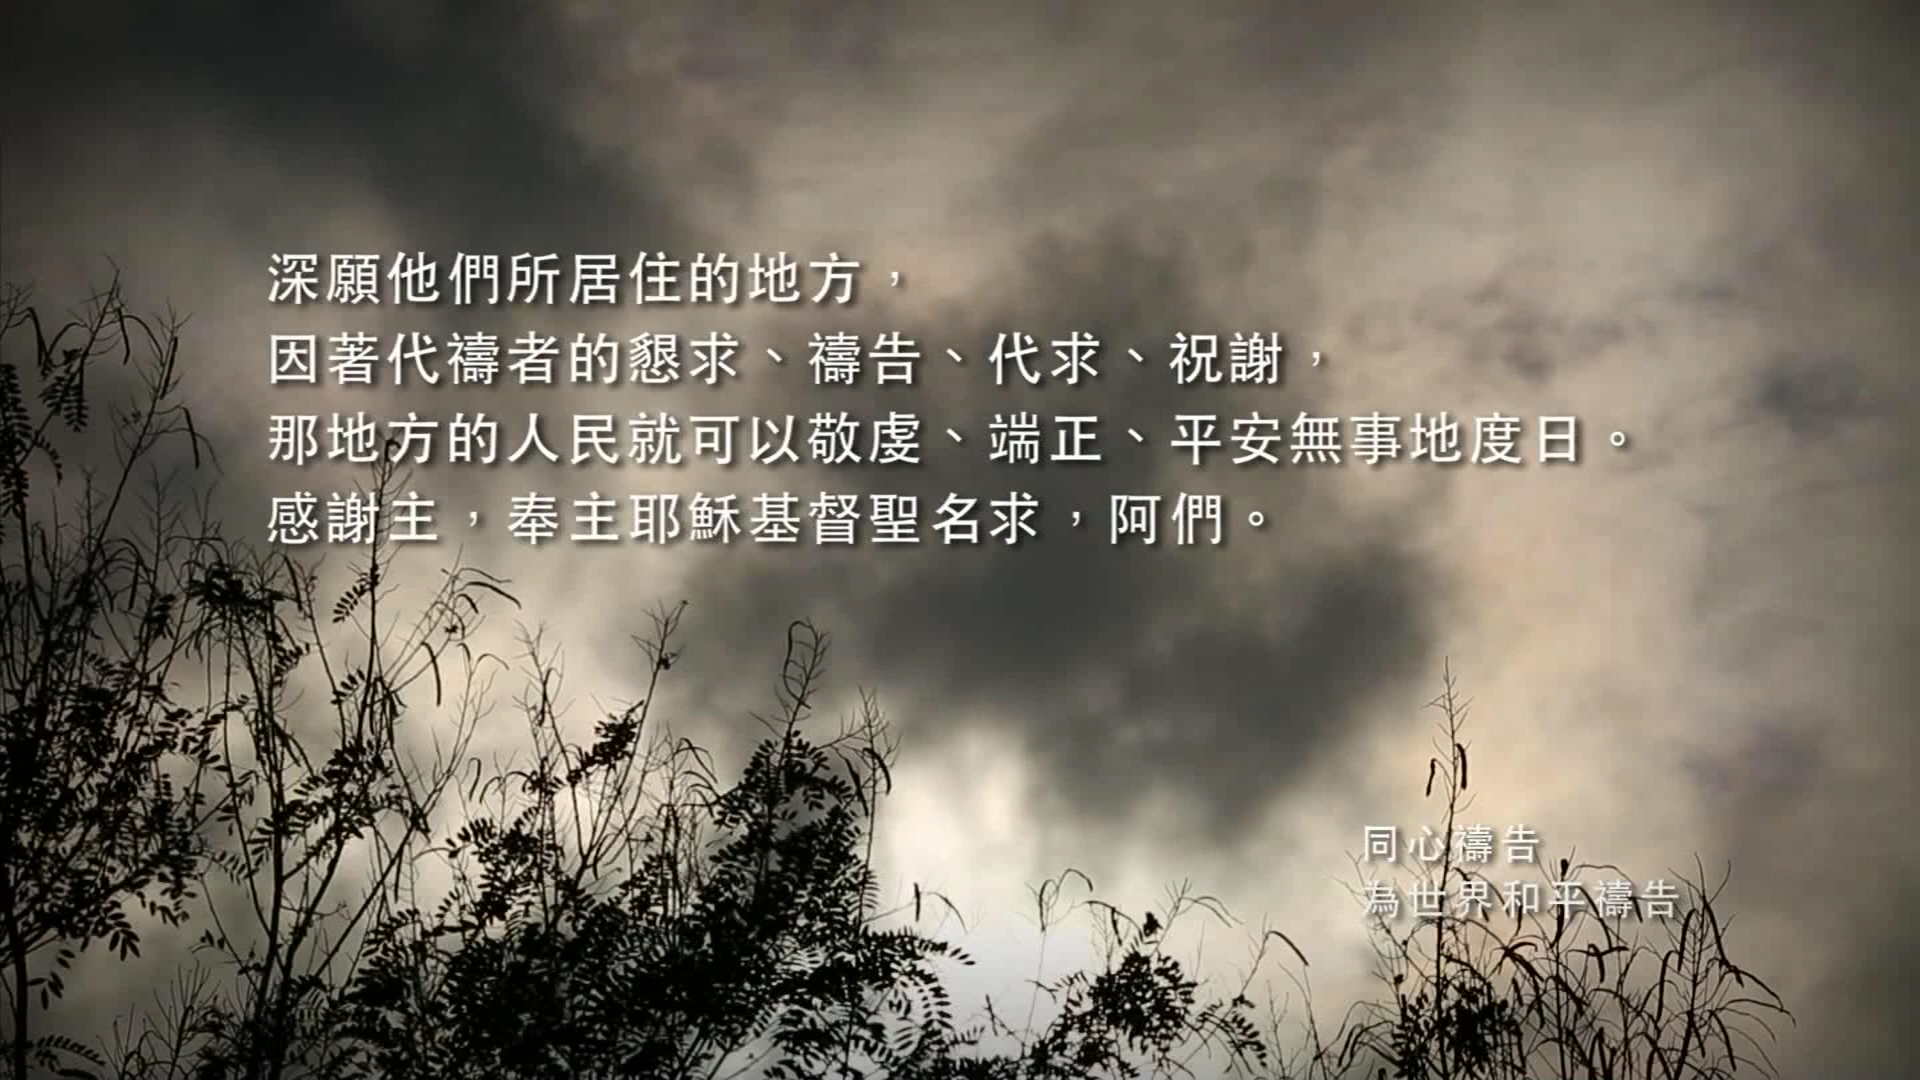 深願他們所居住的地方，
因著代禱者的懇求、禱告、代求、祝謝，
那地方的人民就可以敬虔、端正、平安無事地度日。
感謝主，奉主耶穌基督聖名求，阿們。
同心禱告
為世界和平禱告